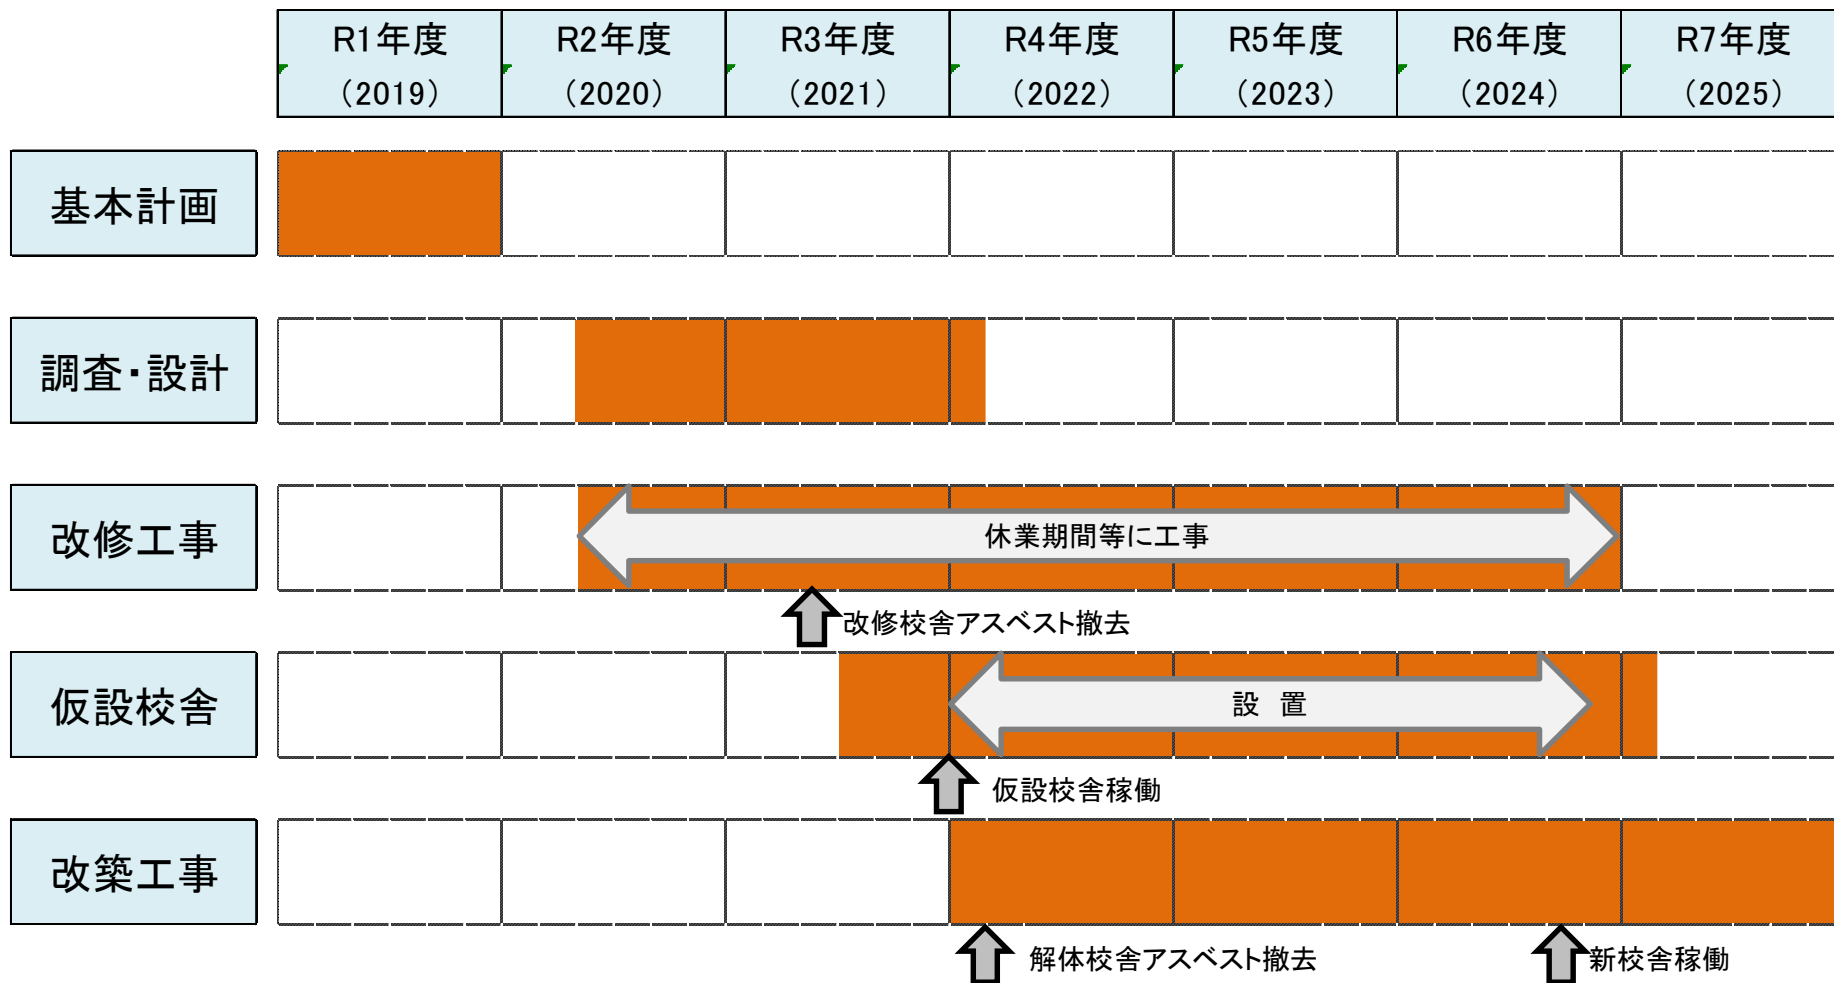 R1年度
(2019)
R2年度
(2020)
R3年度
(2021)
R4年度
(2022)
R5年度
(2023)
R6年度
(2024)
R7年度
(2025)
基本計画
調査・設計
改修工事
休業期間等に工事
改修校舎アスベスト撤去
仮設校舎
設 置
仮設校舎稼働
改築工事
解体校舎アスベスト撤去
新校舎稼働